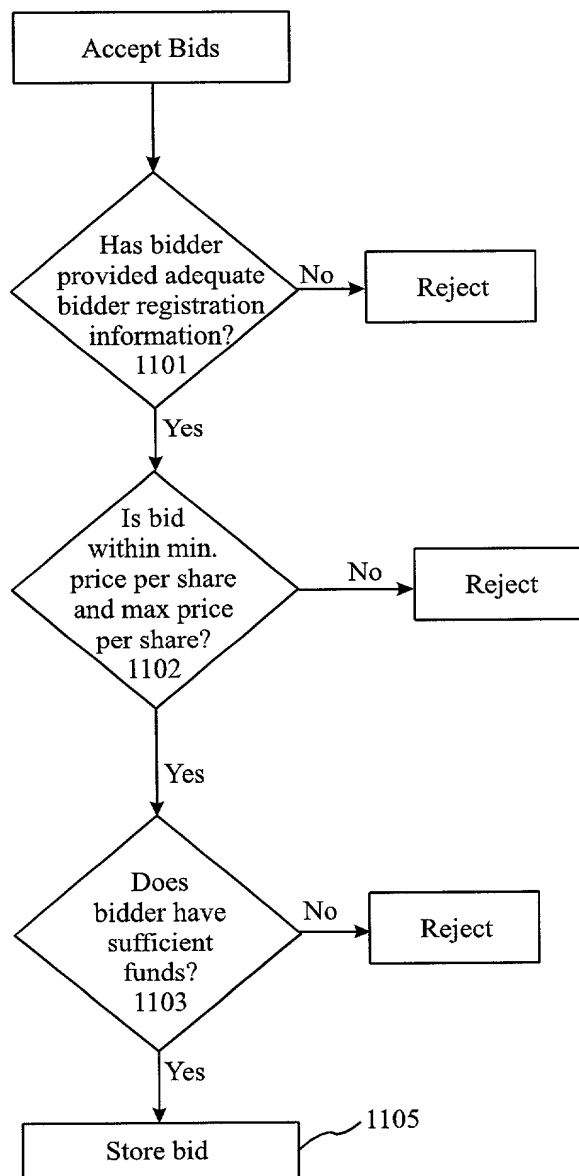 Accept Bids
Has bidder
provided adequate
bidder registration
information?
1101
No
Reject
Yes
Is bid
within min.
price per share
and max price
per share?
1102
No
Reject
Yes
Does
bidder have
sufficient
funds?
1103
No
Reject
Yes
Store bid
1105